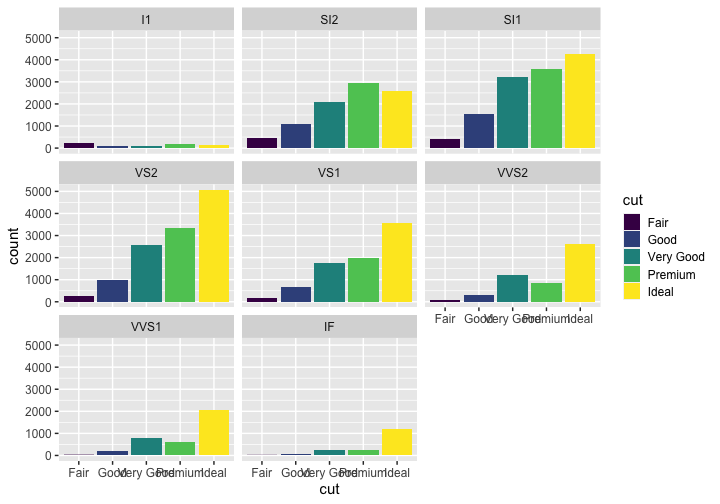 I1
SI2
SI1
5000
4000
3000
2000
1000
0
VS2
VS1
VVS2
5000
4000
3000
2000
1000
0
Fair Good Very Good Premium Ideal
VVS1
IF
5000
4000
3000
2000
1000
0
Fair Good Very Good Premium Ideal
Fair Good Very Good Premium Ideal
cut
count
cut
Fair
Good
Very Good
Premium
Ideal